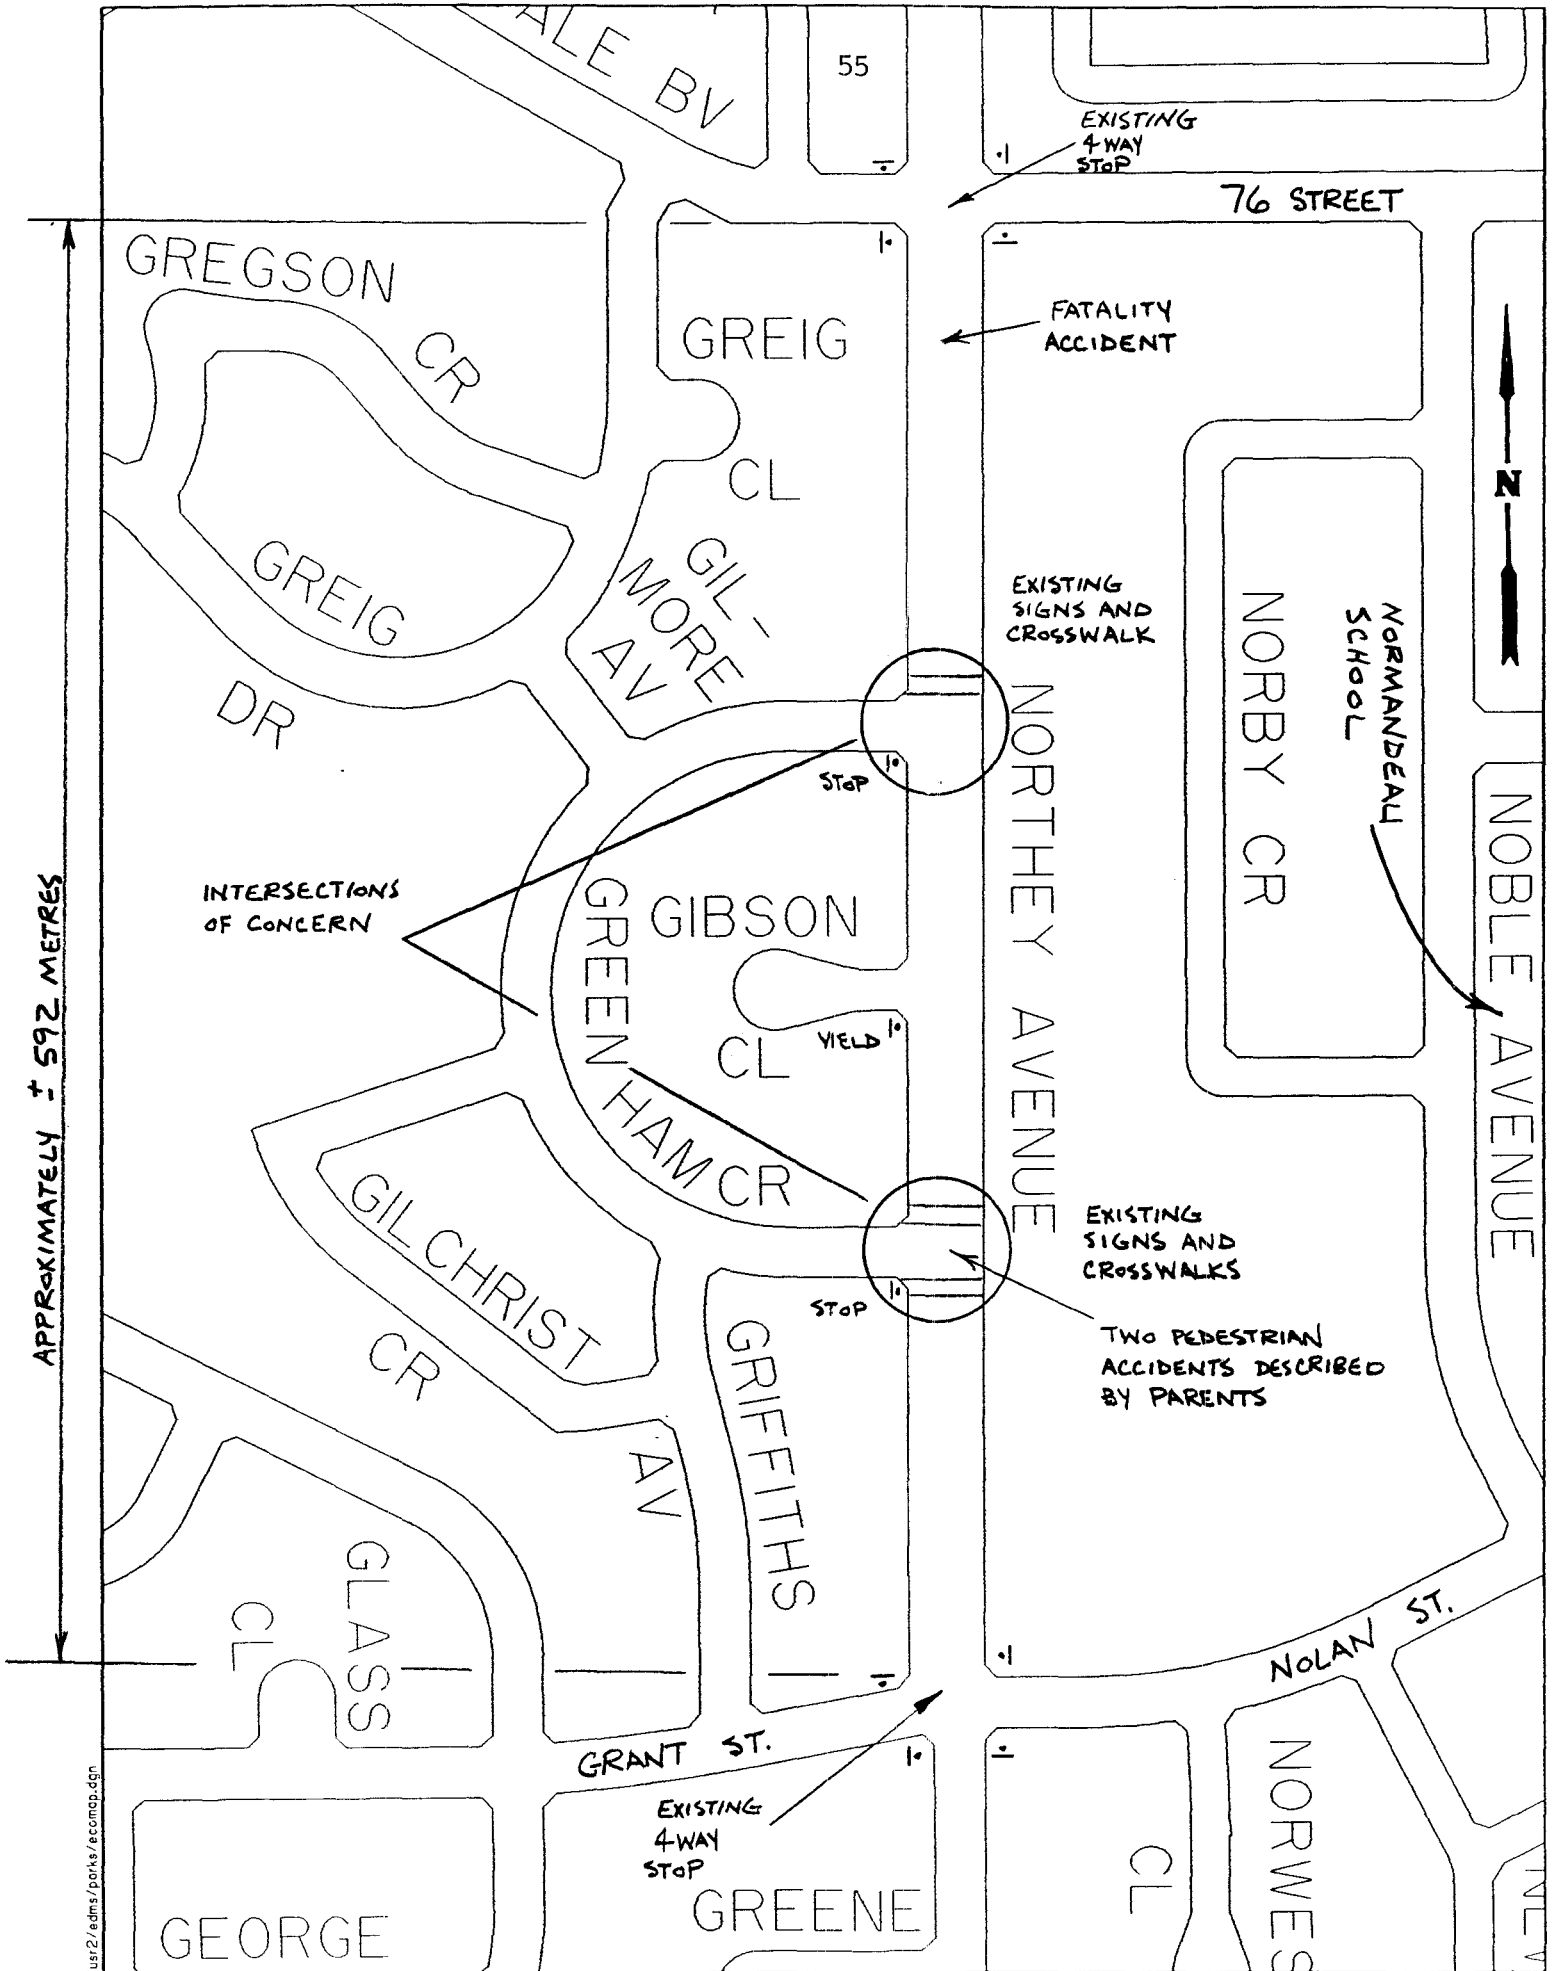 ALE BV
55
EXISTING
4 WAY
STOP
76 STREET
GREGSON
CR
GREIG
CL
FATALITY
ACCIDENT
N
GREIG
DR
GIL-
MORE
AV
EXISTING
SIGNS AND
CROSSWALK
NORMANDEAU
SCHOOL
NORBY CR
NORTHEY AVENUE
NOBLE AVENUE
STOP
INTERSECTIONS
OF CONCERN
GREEN
HAM CR
GIBSON
CL
YIELD
APPROXIMATELY ± 592 METRES
GILCHRIST
CR
EXISTING
SIGNS AND
CROSSWALKS
STOP
TWO PEDESTRIAN
ACCIDENTS DESCRIBED
BY PARENTS
GRIFFITHS
AV
GLASS
CL
NOLAN ST.
GRANT ST.
EXISTING
4-WAY
STOP
GEORGE
GREENE
CL
NORWES
usr2/edms/parks/ecomap.dgn